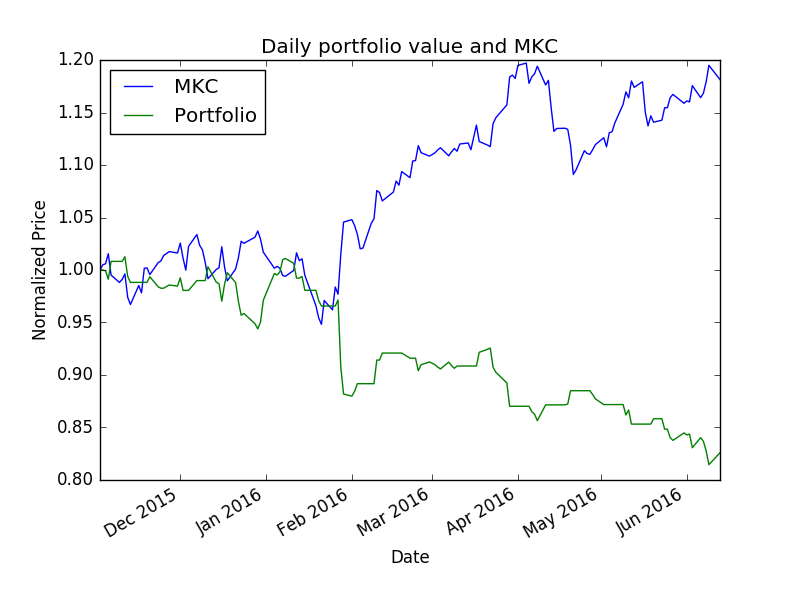 Daily portfolio value and MKC
MKC
Portfolio
1.20
1.15
1.10
1.05
1.00
0.95
0.90
0.85
0.80
Normalized Price
Dec 2015
Jan 2016
Feb 2016
Mar 2016
Apr 2016
May 2016
Jun 2016
Date